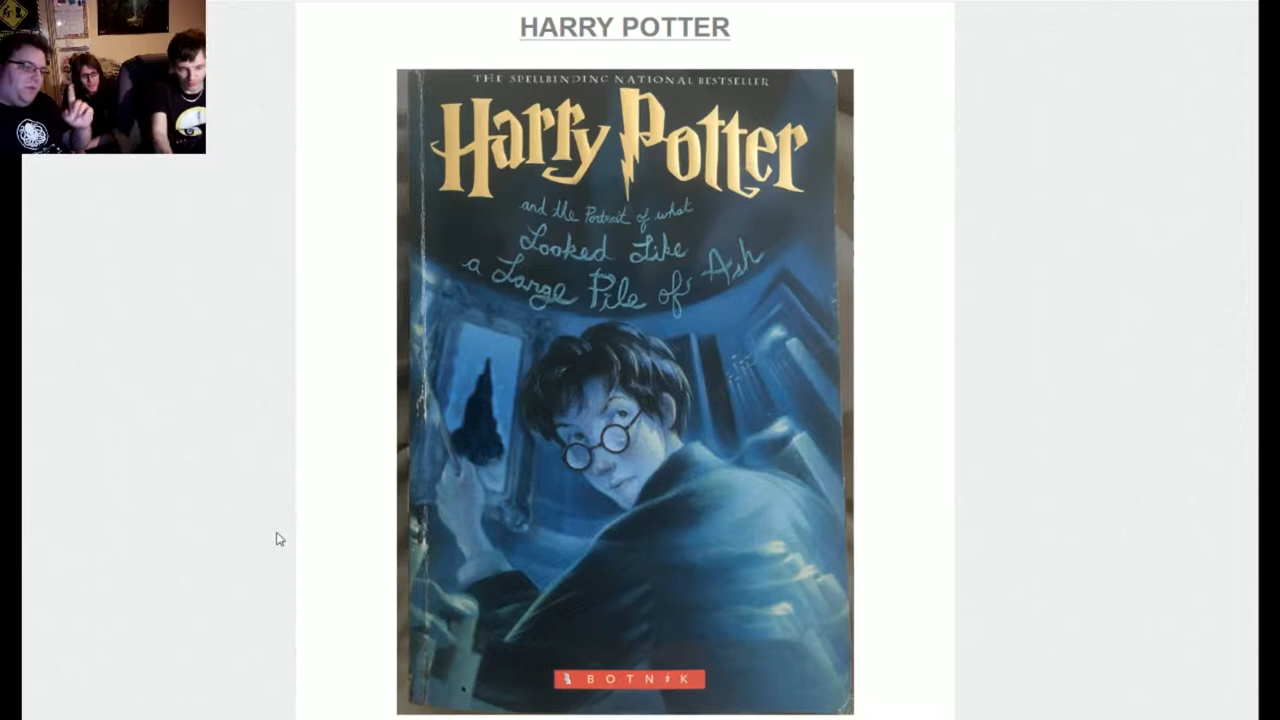 HARRY POTTER
THE SPELLBINDING NATIONAL BESTSELLER
Harry Potter
and the Portrait of what
Looked Like
a Large Pile of Ash
BOTNIK